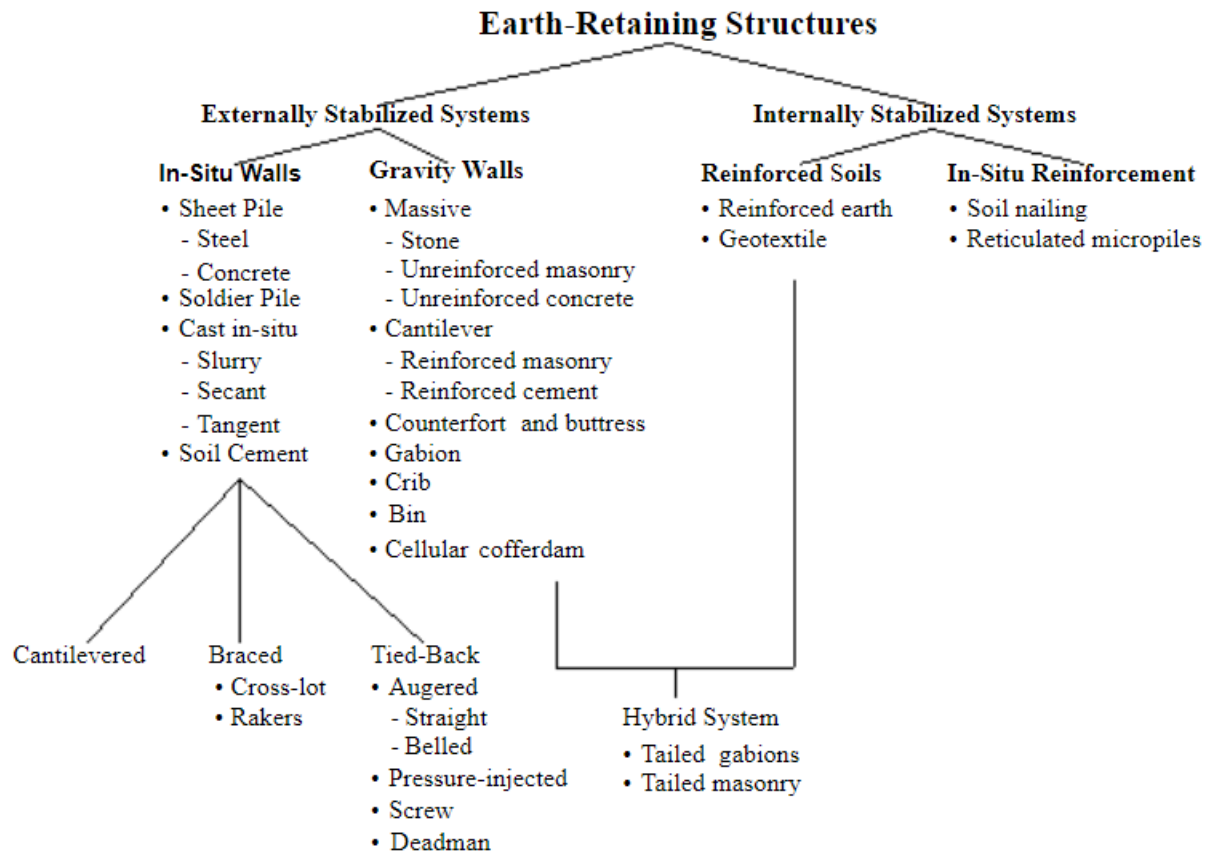 Earth-Retaining Structures
Externally Stabilized Systems
Internally Stabilized Systems
In-Situ Walls
• Sheet Pile
- Steel
- Concrete
• Soldier Pile
• Cast in-situ
- Slurry
- Secant
- Tangent
• Soil Cement
Gravity Walls
• Massive
- Stone
- Unreinforced masonry
- Unreinforced concrete
• Cantilever
- Reinforced masonry
- Reinforced cement
• Counterfort and buttress
• Gabion
• Crib
• Bin
• Cellular cofferdam
Reinforced Soils
• Reinforced earth
• Geotextile
In-Situ Reinforcement
• Soil nailing
• Reticulated micropiles
Cantilevered
Braced
• Cross-lot
• Rakers
Tied-Back
• Augered
- Straight
- Belled
• Pressure-injected
• Screw
• Deadman
Hybrid System
• Tailed gabions
• Tailed masonry